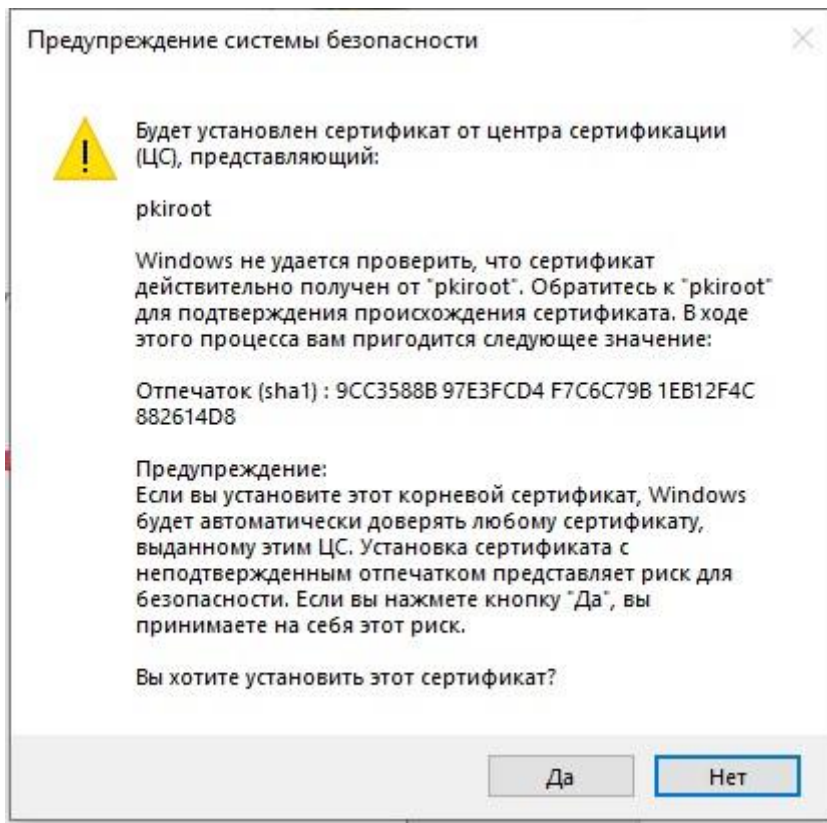 Предупреждение системы безопасности
Будет установлен сертификат от центра сертификации
(ЦС), представляющий:
pkiroot
Windows не удается проверить, что сертификат
действительно получен от "pkiroot". Обратитесь к "pkiroot"
для подтверждения происхождения сертификата. В ходе
этого процесса вам пригодится следующее значение:
Отпечаток (sha1) : 9CC3588B 97E3FCD4 F7C6C79B 1EB12F4C
882614D8
Предупреждение:
Если вы установите этот корневой сертификат, Windows
будет автоматически доверять любому сертификату,
выданному этим ЦС. Установка сертификата с
неподтвержденным отпечатком представляет риск для
безопасности. Если вы нажмете кнопку "Да", вы
принимаете на себя этот риск.
Вы хотите установить этот сертификат?
Да
Нет